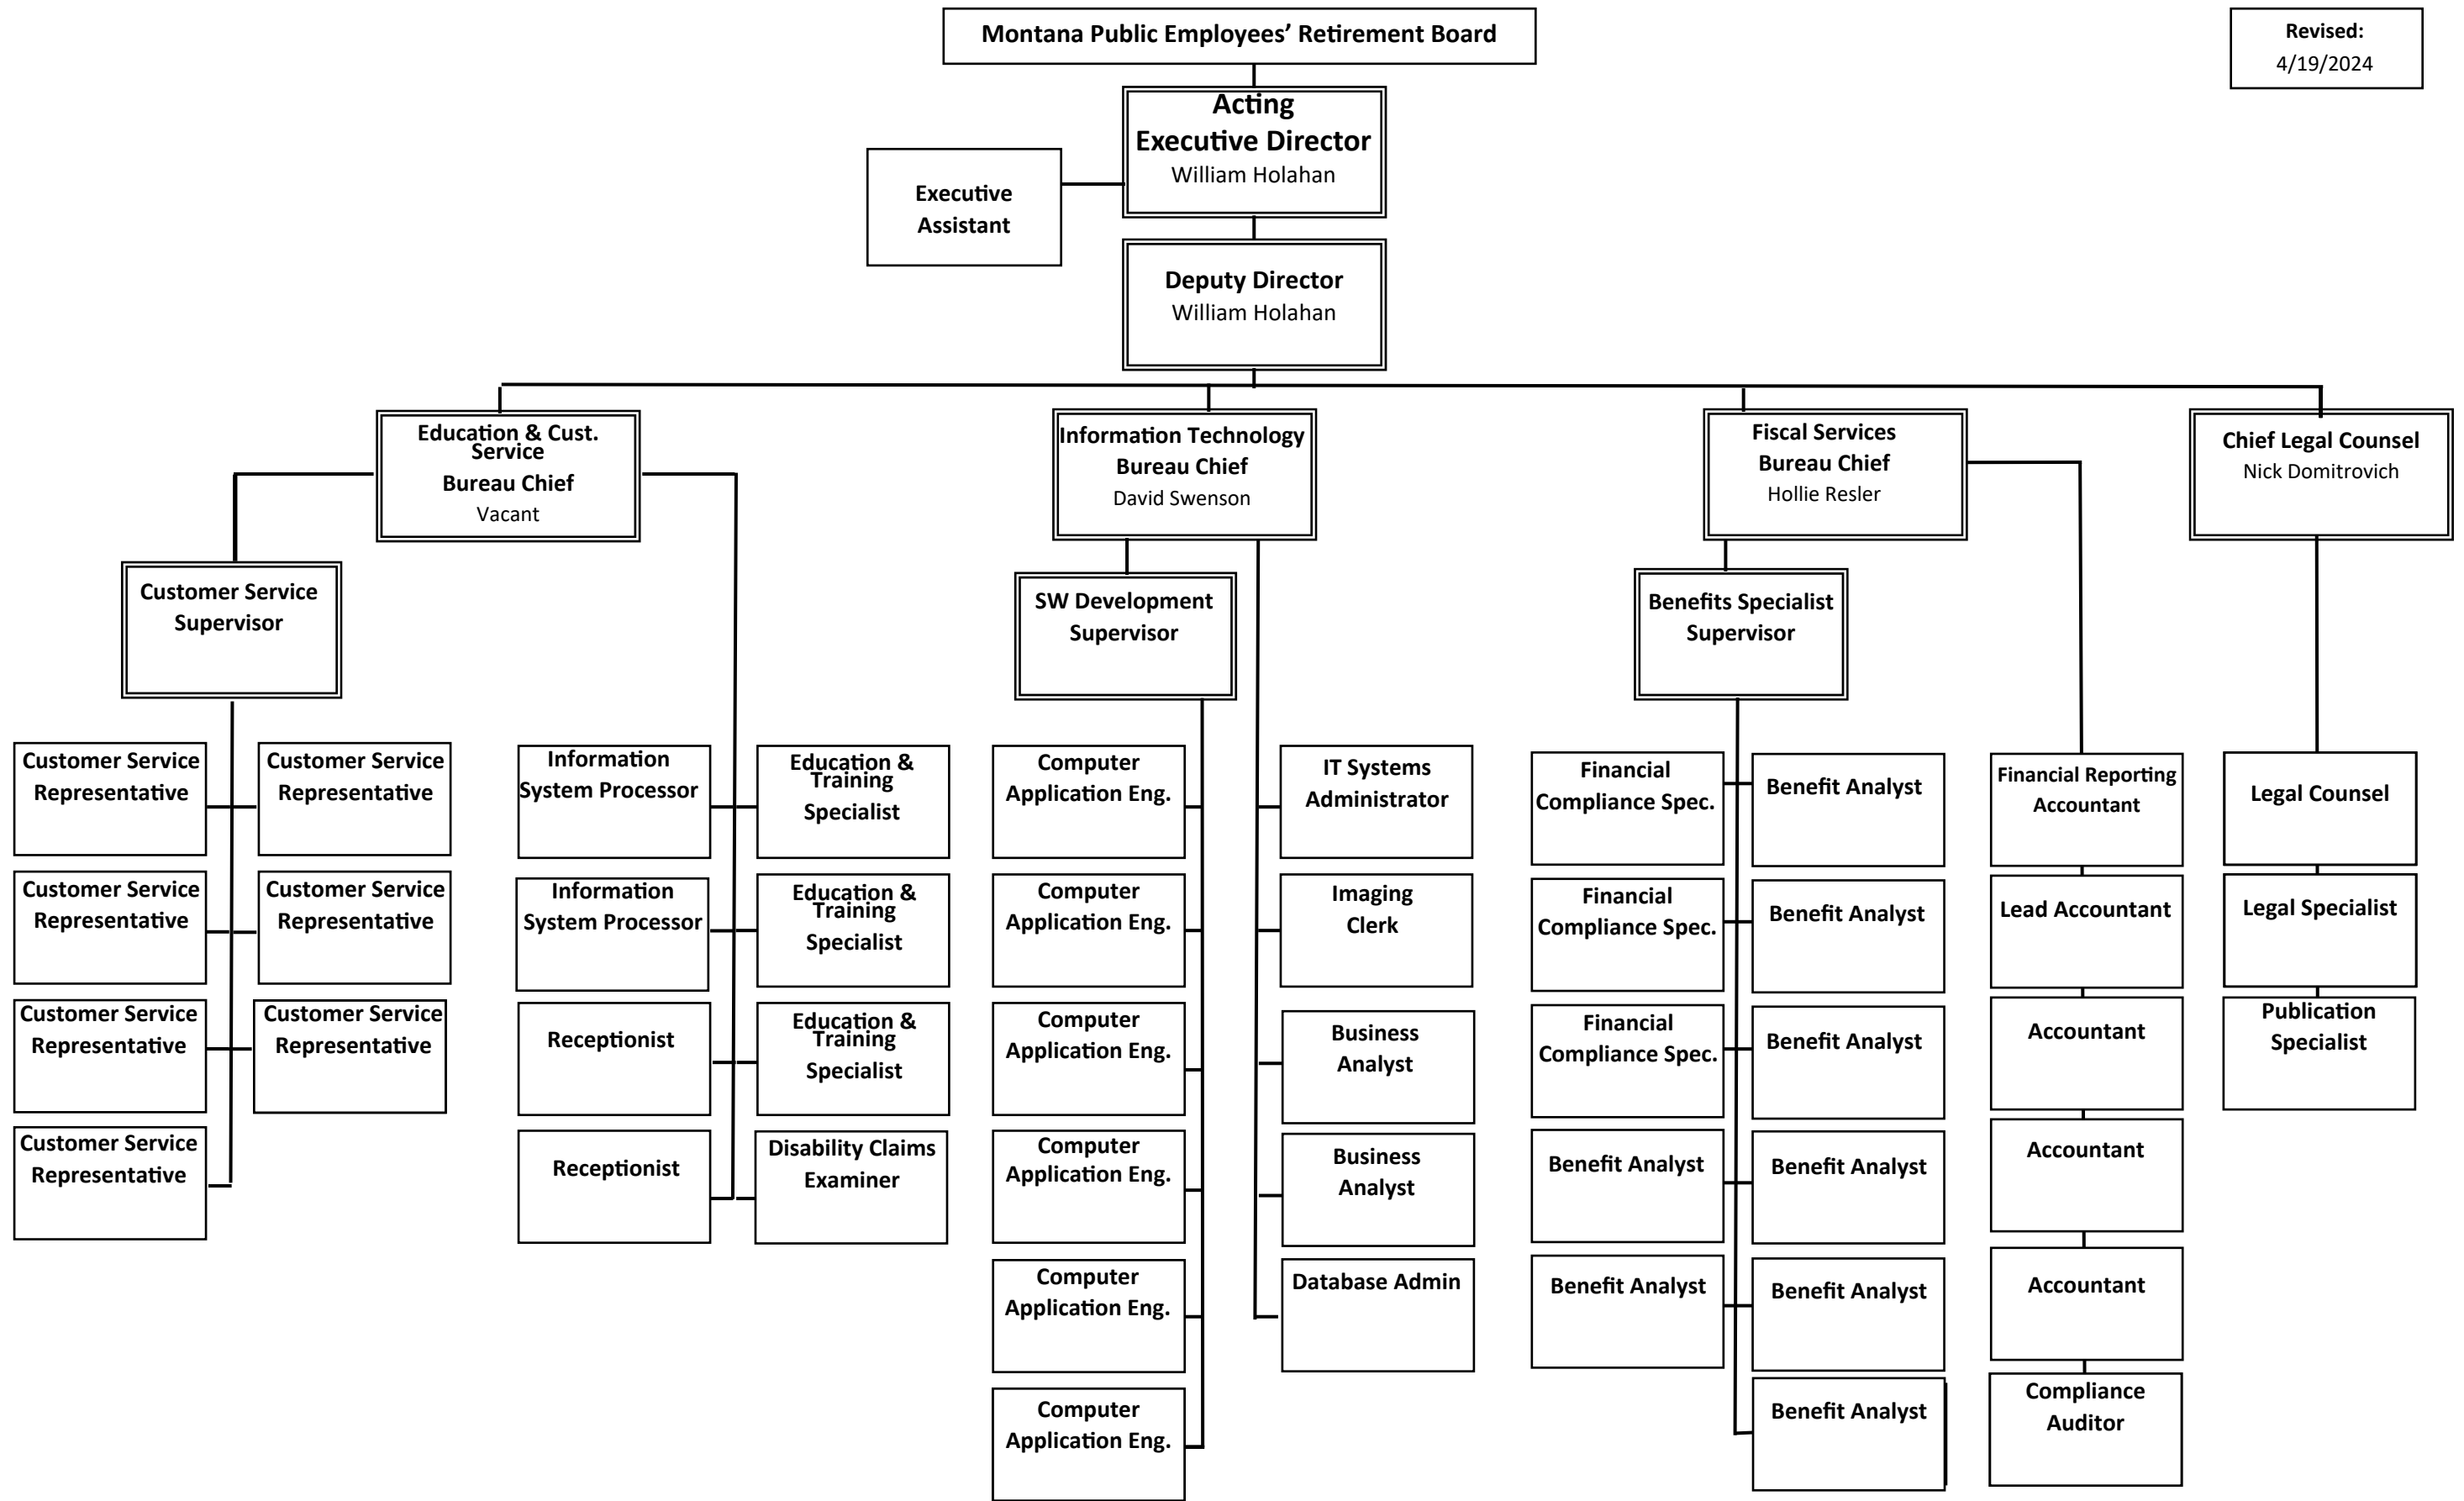 Montana Public Employees’ Retirement Board
Revised:
4/19/2024
Acting
Executive Director
William Holahan
Executive
Assistant
Deputy Director
William Holahan
Education & Cust.
Service
Bureau Chief
Vacant
Information Technology
Bureau Chief
David Swenson
Fiscal Services
Bureau Chief
Hollie Resler
Chief Legal Counsel
Nick Domitrovich
Customer Service
Supervisor
SW Development
Supervisor
Benefits Specialist
Supervisor
Customer Service
Representative
Customer Service
Representative
Customer Service
Representative
Customer Service
Representative
Customer Service
Representative
Customer Service
Representative
Customer Service
Representative
Information
System Processor
Education &
Training
Specialist
Information
System Processor
Education &
Training
Specialist
Receptionist
Education &
Training
Specialist
Receptionist
Disability Claims
Examiner
Computer
Application Eng.
Computer
Application Eng.
Computer
Application Eng.
Computer
Application Eng.
Computer
Application Eng.
Computer
Application Eng.
IT Systems
Administrator
Imaging
Clerk
Business
Analyst
Business
Analyst
Database Admin
Financial
Compliance Spec.
Benefit Analyst
Financial
Compliance Spec.
Benefit Analyst
Financial
Compliance Spec.
Benefit Analyst
Benefit Analyst
Benefit Analyst
Benefit Analyst
Benefit Analyst
Benefit Analyst
Financial Reporting
Accountant
Lead Accountant
Accountant
Accountant
Accountant
Compliance
Auditor
Legal Counsel
Legal Specialist
Publication
Specialist